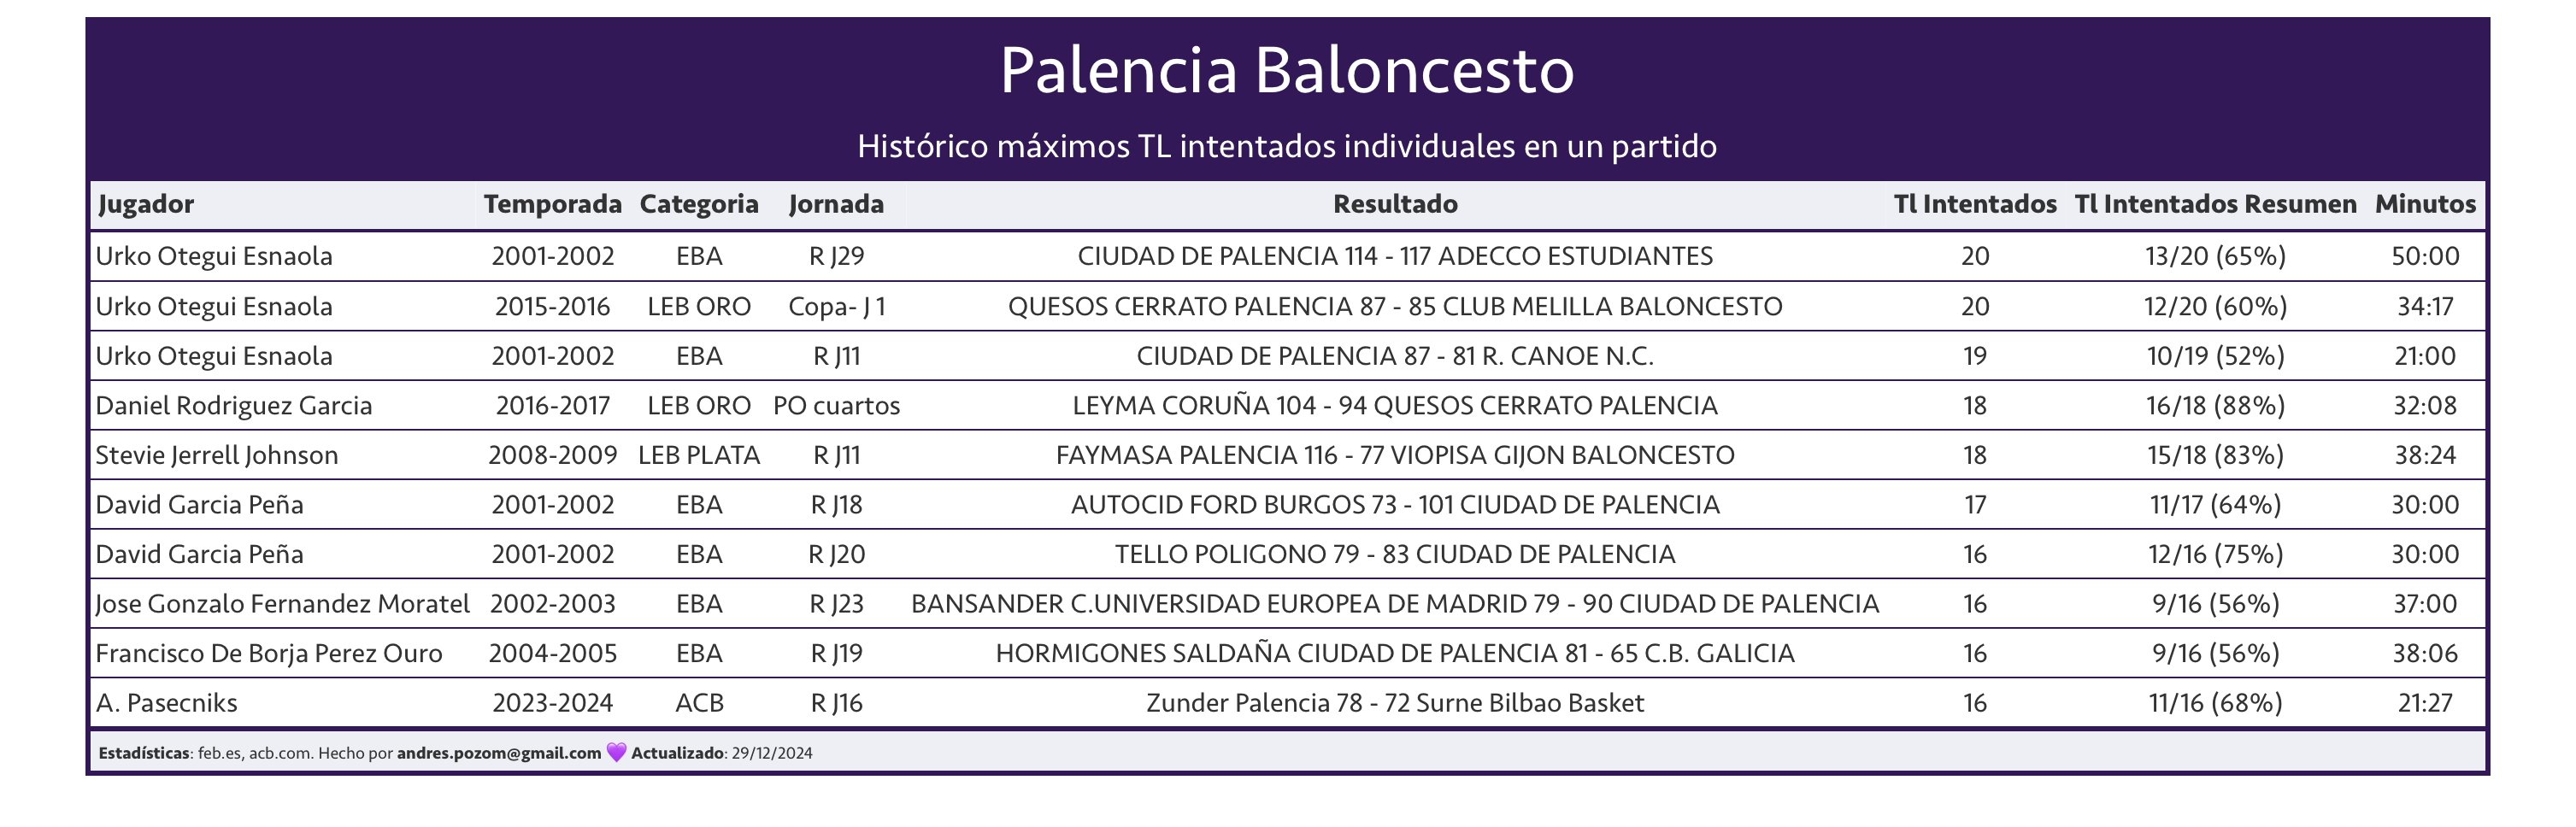 Palencia Baloncesto
Histórico máximos TL intentados individuales en un partido
Jugador Temporada Categoria Jornada Resultado Tl Intentados Tl Intentados Resumen Minutos
Urko Otegui Esnaola 2001-2002 EBA R J29 CIUDAD DE PALENCIA 114 - 117 ADECCO ESTUDIANTES 20 13/20 (65%) 50:00
Urko Otegui Esnaola 2015-2016 LEB ORO Copa- J 1 QUESOS CERRATO PALENCIA 87 - 85 CLUB MELILLA BALONCESTO 20 12/20 (60%) 34:17
Urko Otegui Esnaola 2001-2002 EBA R J11 CIUDAD DE PALENCIA 87 - 81 R. CANOE N.C. 19 10/19 (52%) 21:00
Daniel Rodriguez Garcia 2016-2017 LEB ORO PO cuartos LEYMA CORUÑA 104 - 94 QUESOS CERRATO PALENCIA 18 16/18 (88%) 32:08
Stevie Jerrell Johnson 2008-2009 LEB PLATA R J11 FAYMASA PALENCIA 116 - 77 VIOPISA GIJON BALONCESTO 18 15/18 (83%) 38:24
David Garcia Peña 2001-2002 EBA R J18 AUTOCID FORD BURGOS 73 - 101 CIUDAD DE PALENCIA 17 11/17 (64%) 30:00
David Garcia Peña 2001-2002 EBA R J20 TELLO POLIGONO 79 - 83 CIUDAD DE PALENCIA 16 12/16 (75%) 30:00
Jose Gonzalo Fernandez Moratel 2002-2003 EBA R J23 BANSANDER C.UNIVERSIDAD EUROPEA DE MADRID 79 - 90 CIUDAD DE PALENCIA 16 9/16 (56%) 37:00
Francisco De Borja Perez Ouro 2004-2005 EBA R J19 HORMIGONES SALDAÑA CIUDAD DE PALENCIA 81 - 65 C.B. GALICIA 16 9/16 (56%) 38:06
A. Pasecniks 2023-2024 ACB R J16 Zunder Palencia 78 - 72 Surne Bilbao Basket 16 11/16 (68%) 21:27
Estadísticas: feb.es, acb.com. Hecho por andres.pozom@gmail.com 💜 Actualizado: 29/12/2024